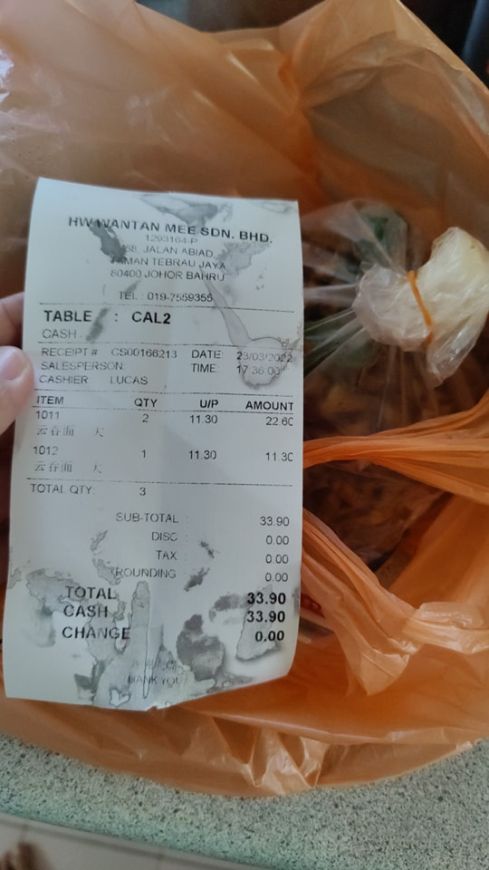 HW WANTAN MEE SDN. BHD.
1293104-P
68, JALAN ABIAD,
TAMAN TEBRAU JAYA
80400 JOHOR BAHRU
TEL : 019-7559355
TABLE : CAL2
CASH
RECEIPT # CS00166213 DATE 23/03/2022
SALESPERSON TIME 17:36:00
CASHIER LUCAS
ITEM QTY U/P AMOUNT
1011 2 11.30 22.60
云吞面 大
1012 1 11.30 11.30
云吞面 大
TOTAL QTY: 3
SUB-TOTAL : 33.90
DISC : 0.00
TAX : 0.00
ROUNDING 0.00
TOTAL 33.90
CASH 33.90
CHANGE 0.00